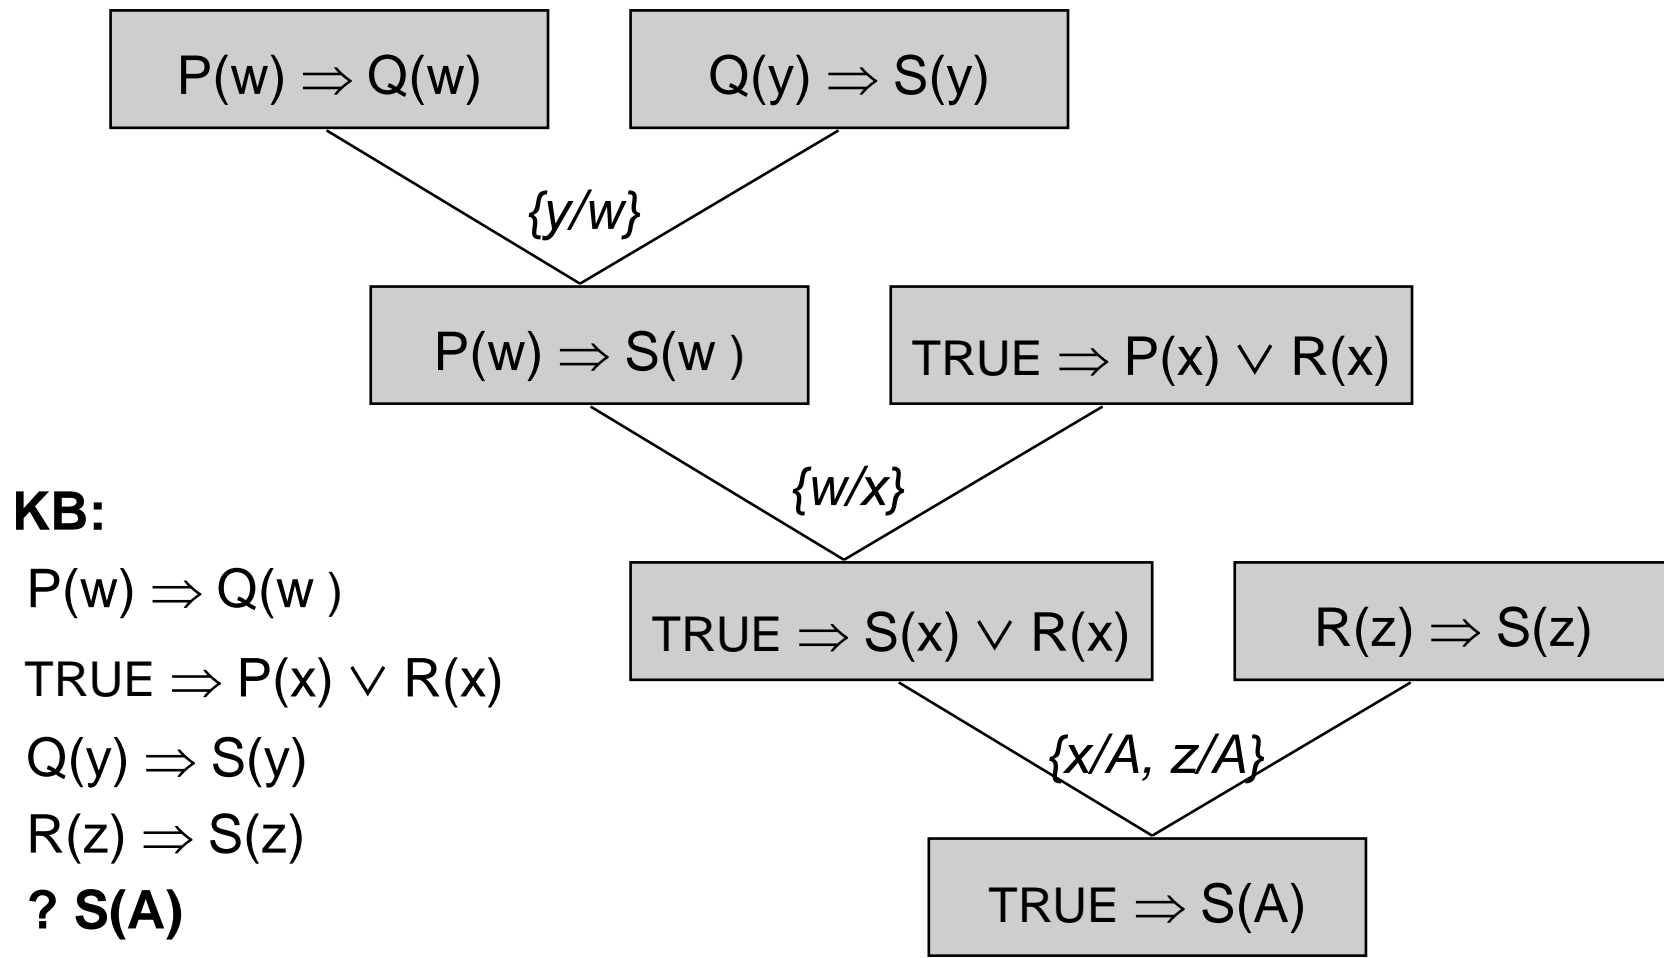 P(w) ⇒ Q(w)
Q(y) ⇒ S(y)
{y/w}
P(w) ⇒ S(w )
TRUE ⇒ P(x) ∨ R(x)
{w/x}
TRUE ⇒ S(x) ∨ R(x)
R(z) ⇒ S(z)
{x/A, z/A}
TRUE ⇒ S(A)
KB:
P(w) ⇒ Q(w )
TRUE ⇒ P(x) ∨ R(x)
Q(y) ⇒ S(y)
R(z) ⇒ S(z)
? S(A)